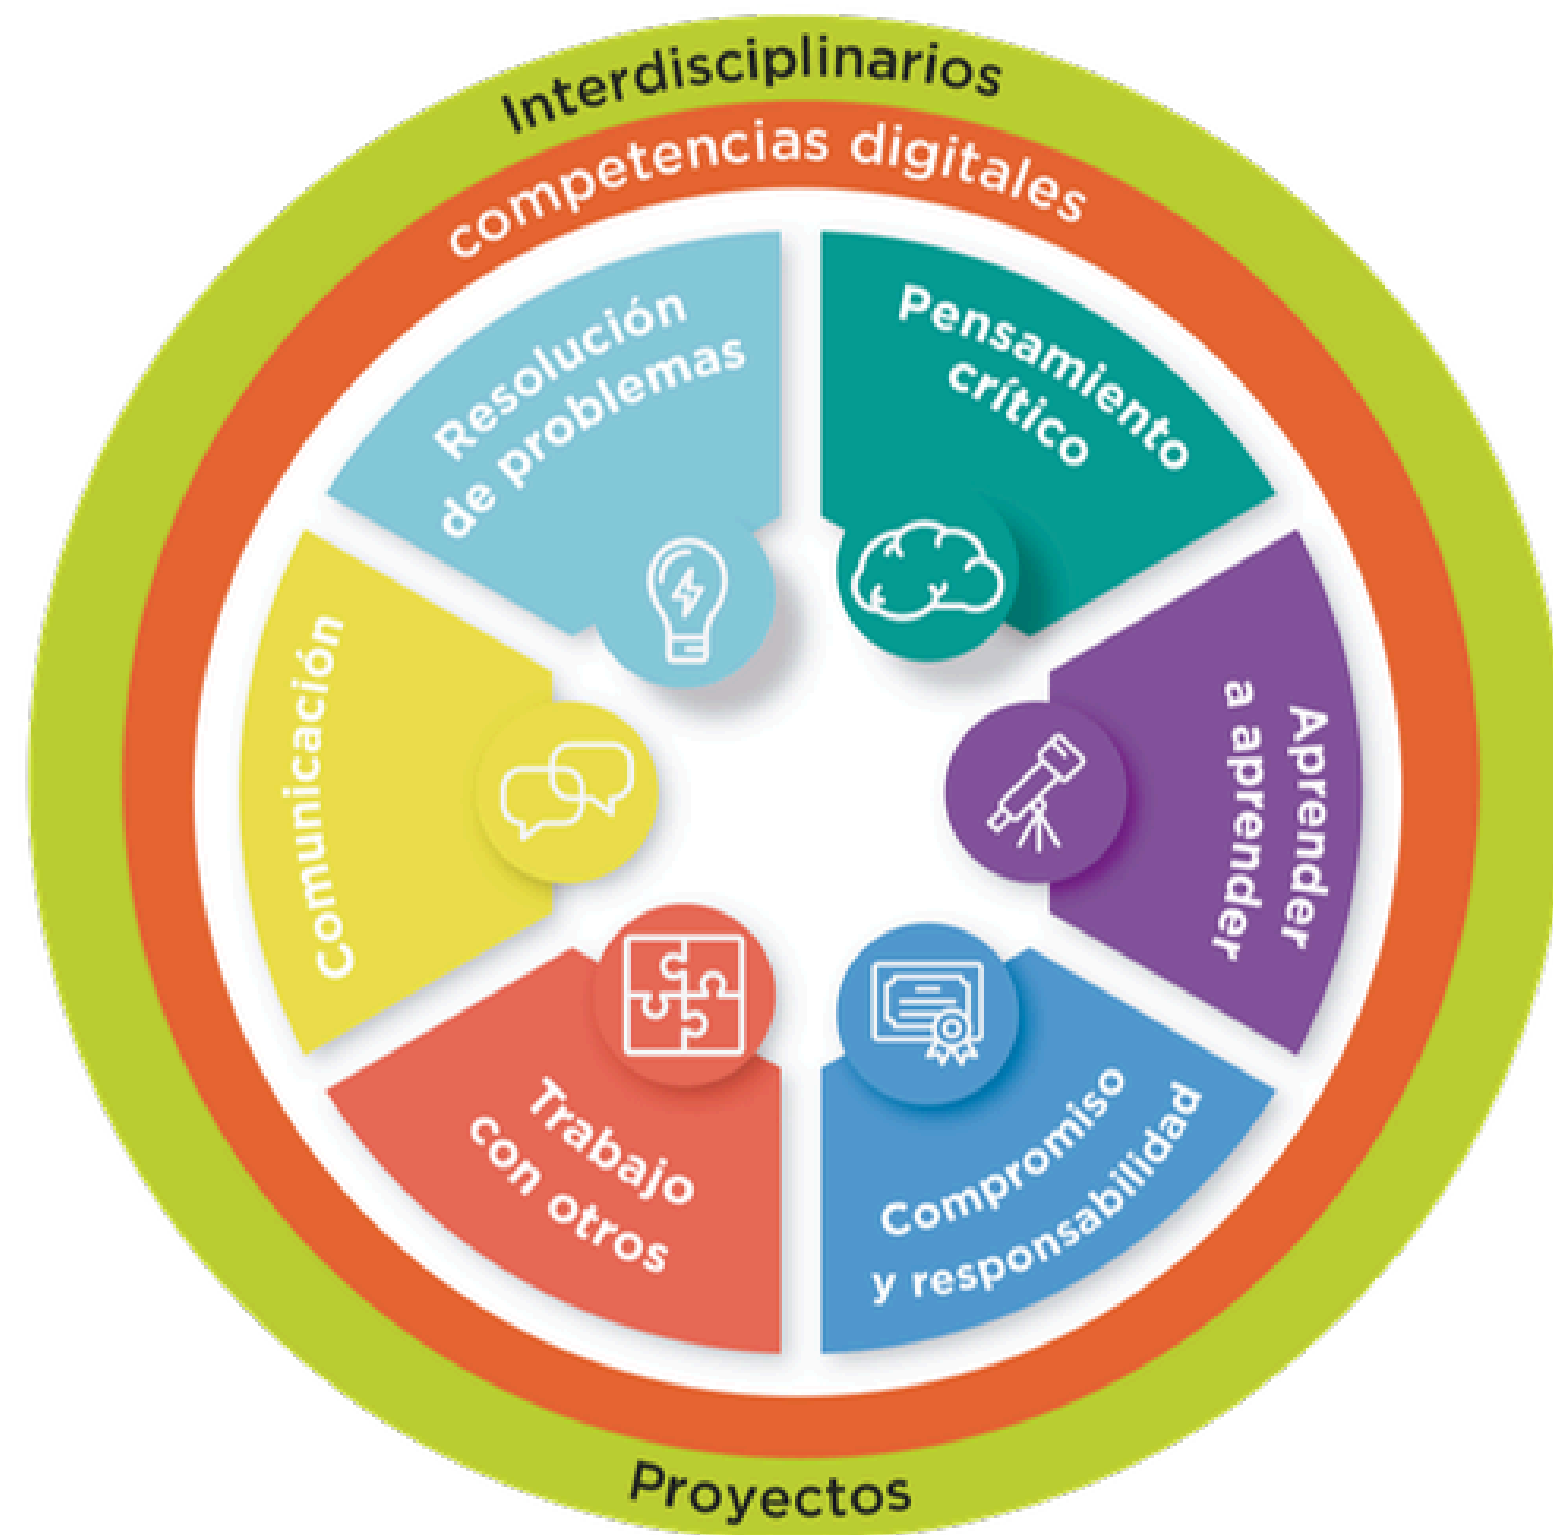 Interdisciplinarios
competencias digitales
Resolución
de problemas
Pensamiento
crítico
Aprender
a aprender
Compromiso
y responsabilidad
Trabajo
con otros
Comunicación
Proyectos